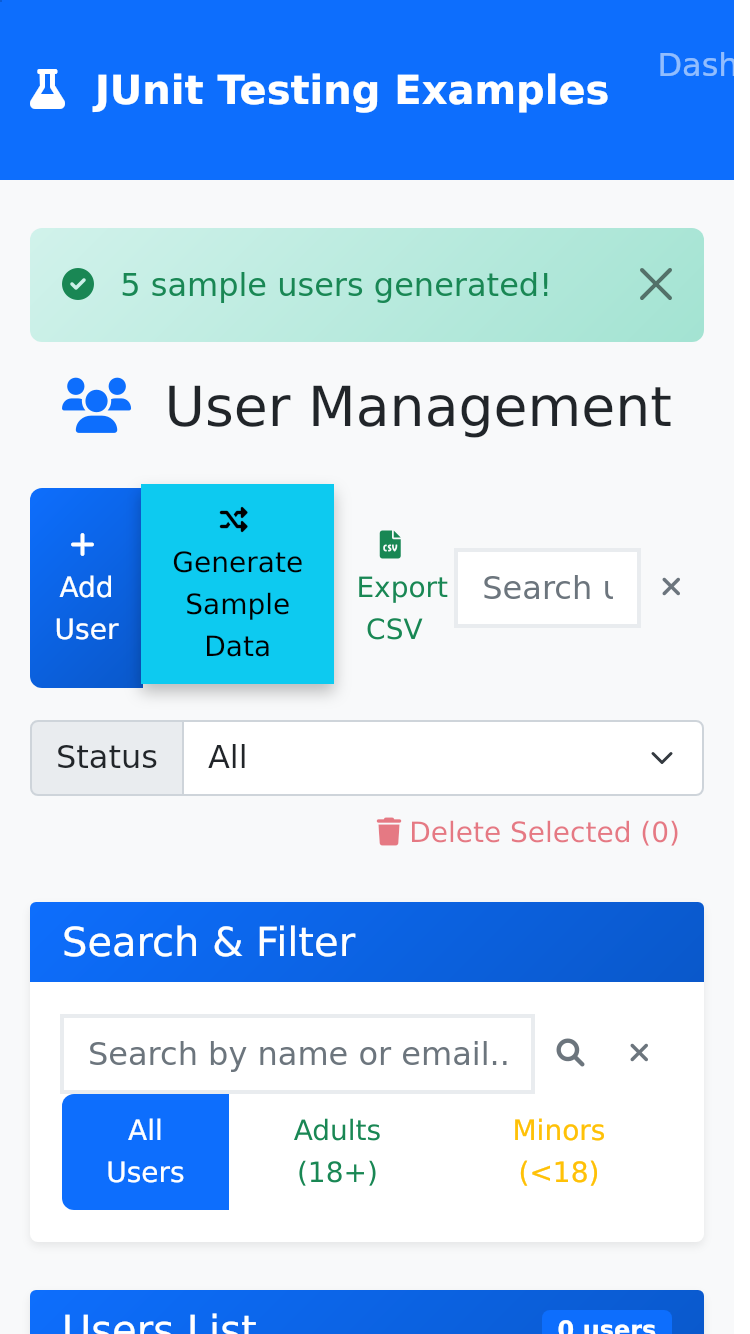 JUnit Testing Examples
Dash
5 sample users generated!
User Management
Add
User
Generate
Sample
Data
CSV
Export
CSV
Search u
Status
All
Delete Selected (0)
Search & Filter
Search by name or email..
All
Users
Adults
(18+)
Minors
(<18)
Users List
0 users